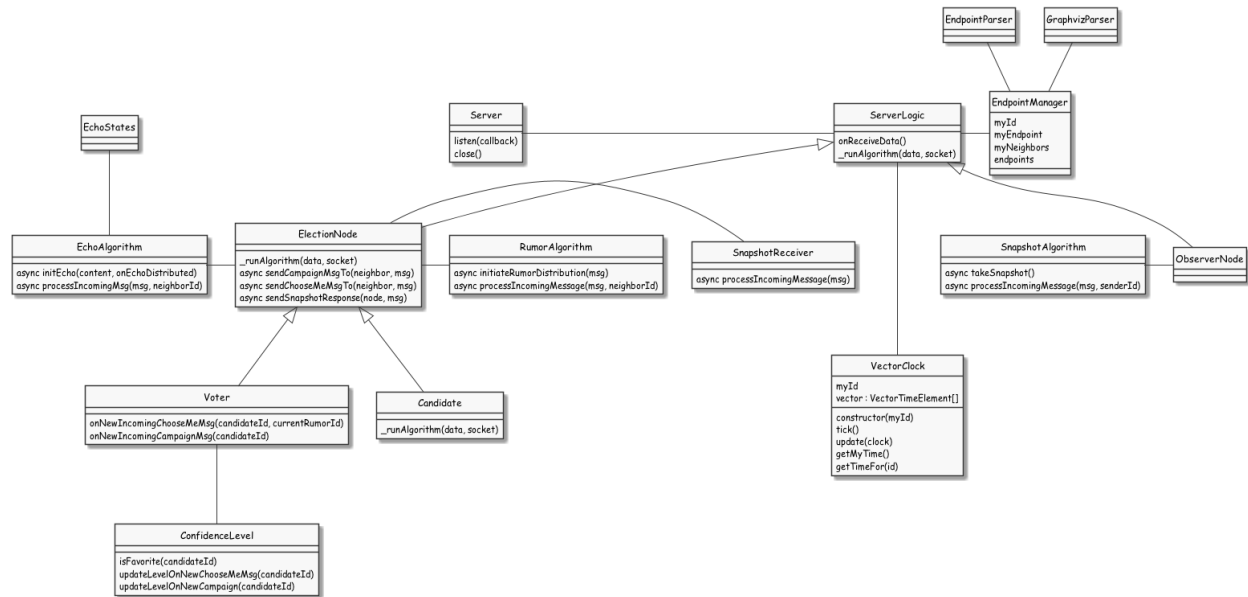 EndpointParser
GraphvizParser
EndpointManager
myId
myEndpoint
myNeighbors
endpoints
Server
listen(callback)
close()
ServerLogic
onReceiveData()
_runAlgorithm(data, socket)
EchoStates
EchoAlgorithm
async initEcho(content, onEchoDistributed)
async processIncomingMsg(msg, neighborId)
ElectionNode
_runAlgorithm(data, socket)
async sendCampaignMsgTo(neighbor, msg)
async sendChooseMeMsgTo(neighbor, msg)
async sendSnapshotResponse(node, msg)
RumorAlgorithm
async initiateRumorDistribution(msg)
async processIncomingMessage(msg, neighborId)
SnapshotReceiver
async processIncomingMessage(msg)
SnapshotAlgorithm
async takeSnapshot()
async processIncomingMessage(msg, senderId)
ObserverNode
VectorClock
myId
vector : VectorTimeElement[]
constructor(myId)
tick()
update(clock)
getMyTime()
getTimeFor(id)
Voter
onNewIncomingChooseMeMsg(candidateId, currentRumorId)
onNewIncomingCampaignMsg(candidateId)
Candidate
_runAlgorithm(data, socket)
ConfidenceLevel
isFavorite(candidateId)
updateLevelOnNewChooseMeMsg(candidateId)
updateLevelOnNewCampaign(candidateId)